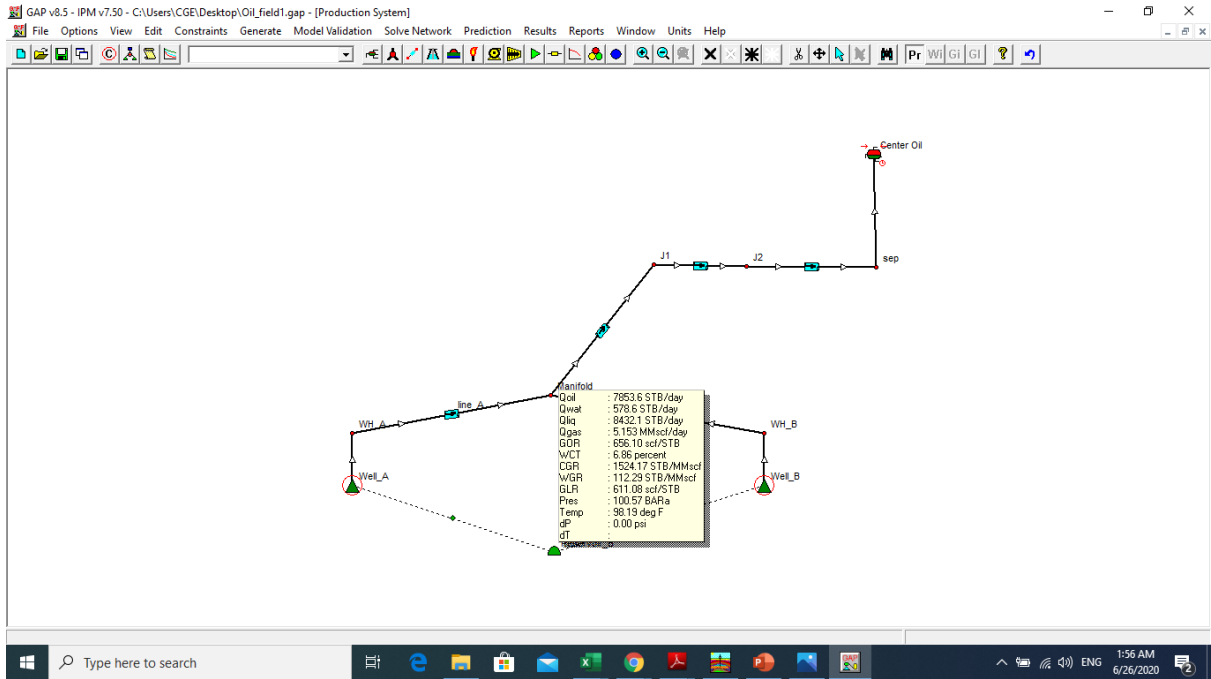 GAP v8.5 - IPM v7.50 - C:\Users\CGE\Desktop\Oil_field1.gap - [Production System]
File Options View Edit Constraints Generate Model Validation Solve Network Prediction Results Reports Window Units Help
Pr Wi Gi GI
Center Oil
J1
J2
sep
Manifold
line_A
WH_A
WH_B
Well_A
Well_B
Qoil : 7853.6 STB/day
Qwat : 578.6 STB/day
Qliq : 8432.1 STB/day
Qgas : 5.153 MMscf/day
GOR : 656.10 scf/STB
WCT : 6.86 percent
CGR : 1524.17 STB/MMscf
WGR : 112.29 STB/MMscf
GLR : 611.08 scf/STB
Pres : 100.57 BARa
Temp : 98.19 deg F
dP : 0.00 psi
dT :
Type here to search
ENG
1:56 AM
6/26/2020
2